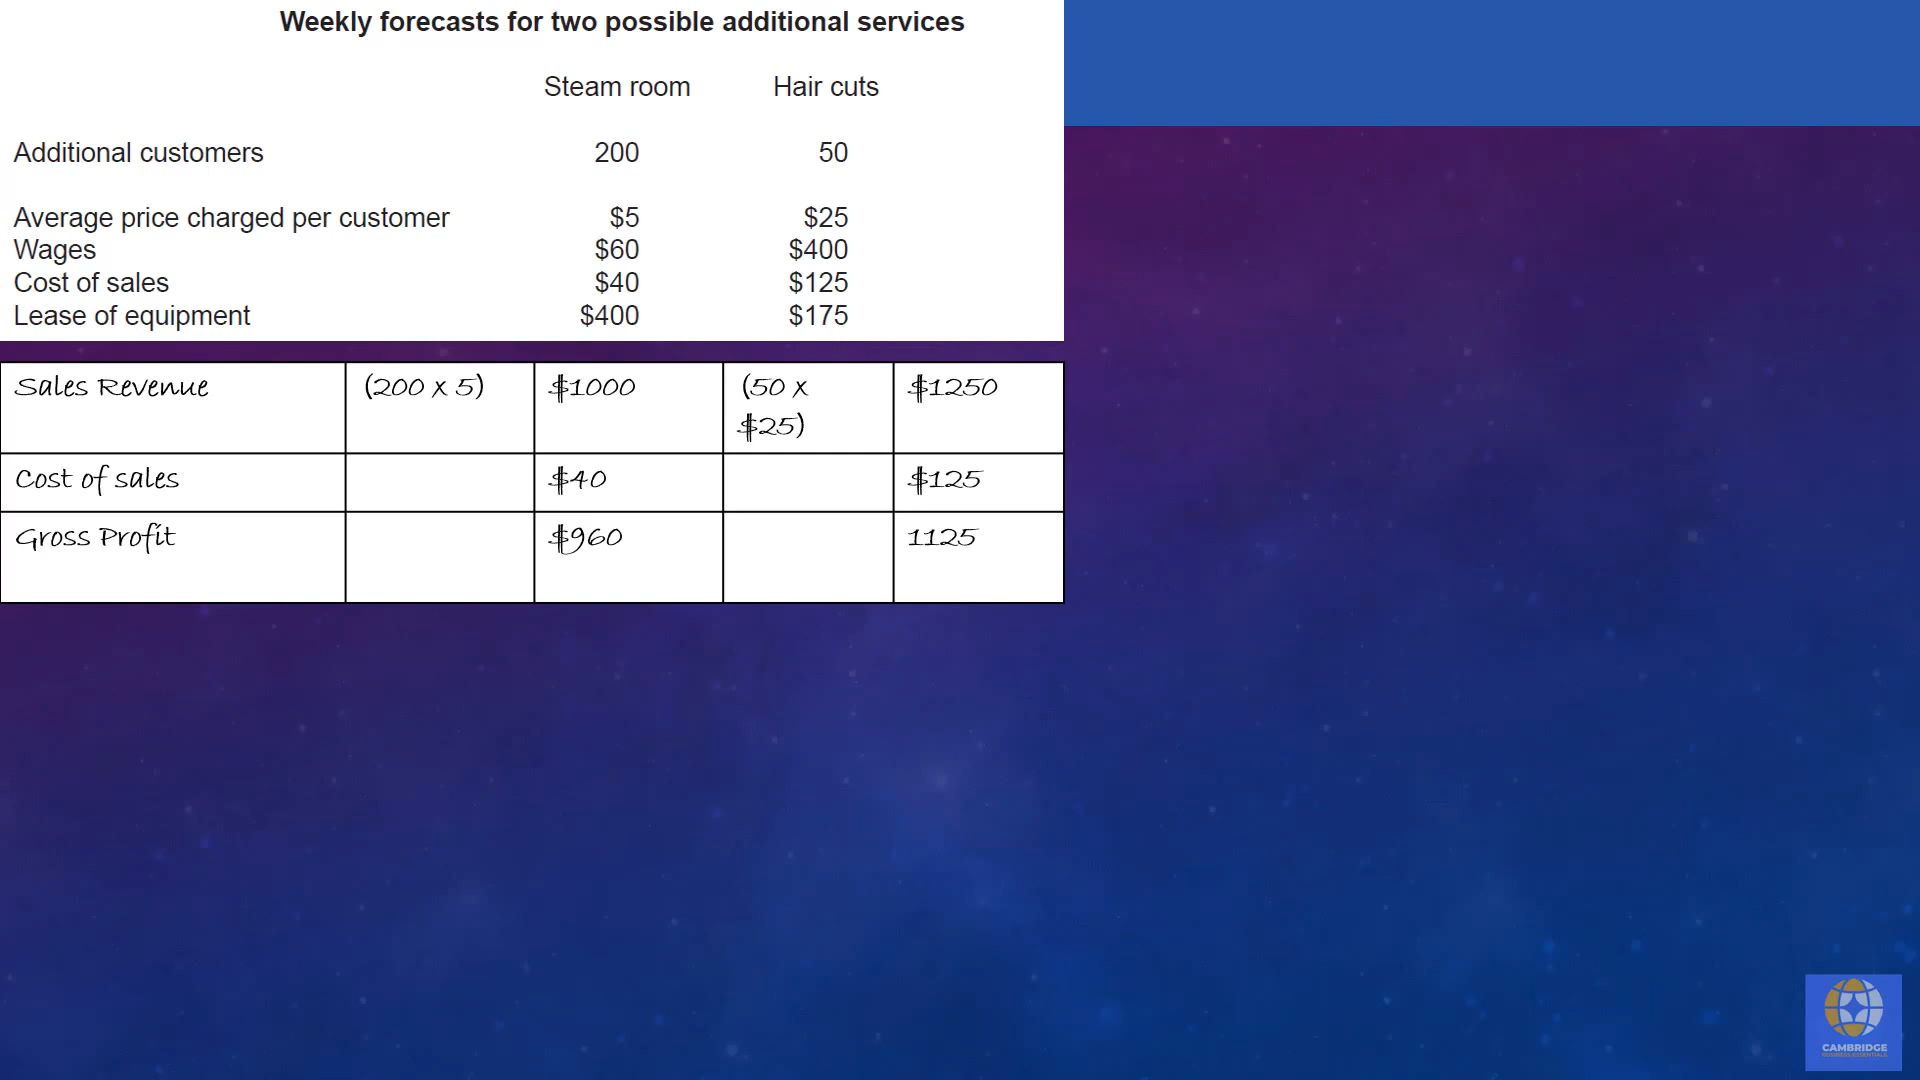 Weekly forecasts for two possible additional services
Steam room Hair cuts
Additional customers 200 50
Average price charged per customer $5 $25
Wages $60 $400
Cost of sales $40 $125
Lease of equipment $400 $175
Sales Revenue (200 x 5) $1000 (50 x $1250
$25)
Cost of sales $40 $125
Gross Profit $960 1125
CAMBRIDGE
BUSINESS ESSENTIALS